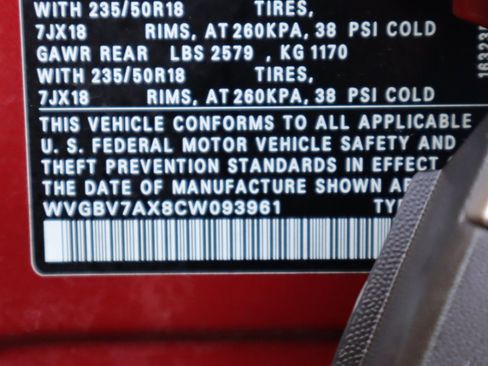 WITH 235/50R18 TIRES,
7JX18 RIMS, AT 260KPA, 38 PSI COLD
GAWR REAR LBS 2579 , KG 1170
WITH 235/50R18 TIRES,
7JX18 RIMS, AT 260KPA, 38 PSI COLD
THIS VEHICLE CONFORMS TO ALL APPLICABLE
U. S. FEDERAL MOTOR VEHICLE SAFETY AND
THEFT PREVENTION STANDARDS IN EFFECT
THE DATE OF MANUFACTURE SHOWN
WVGBV7AX8CW093961